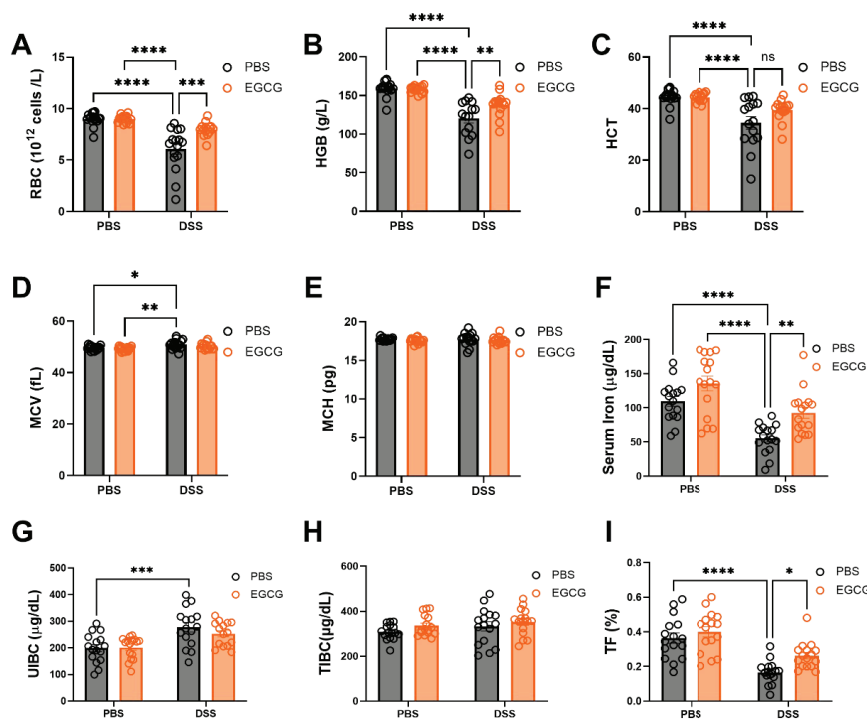 A
RBC (10¹² cells /L)
15
10
5
0
****
****
***
PBS
DSS
PBS
EGCG
B
HGB (g/L)
200
150
100
50
0
****
****
**
PBS
DSS
PBS
EGCG
C
HCT
60
40
20
0
****
****
ns
PBS
DSS
PBS
EGCG
D
MCV (fL)
60
40
20
0
*
**
PBS
DSS
PBS
EGCG
E
MCH (pg)
20
15
10
5
0
PBS
DSS
PBS
EGCG
F
Serum Iron (µg/dL)
200
150
100
50
0
****
****
**
PBS
DSS
PBS
EGCG
G
UIBC (µg/dL)
500
400
300
200
100
0
***
PBS
DSS
PBS
EGCG
H
TIBC(µg/dL)
600
400
200
0
PBS
DSS
PBS
EGCG
I
TF (%)
0.8
0.6
0.4
0.2
0.0
****
*
PBS
DSS
PBS
EGCG